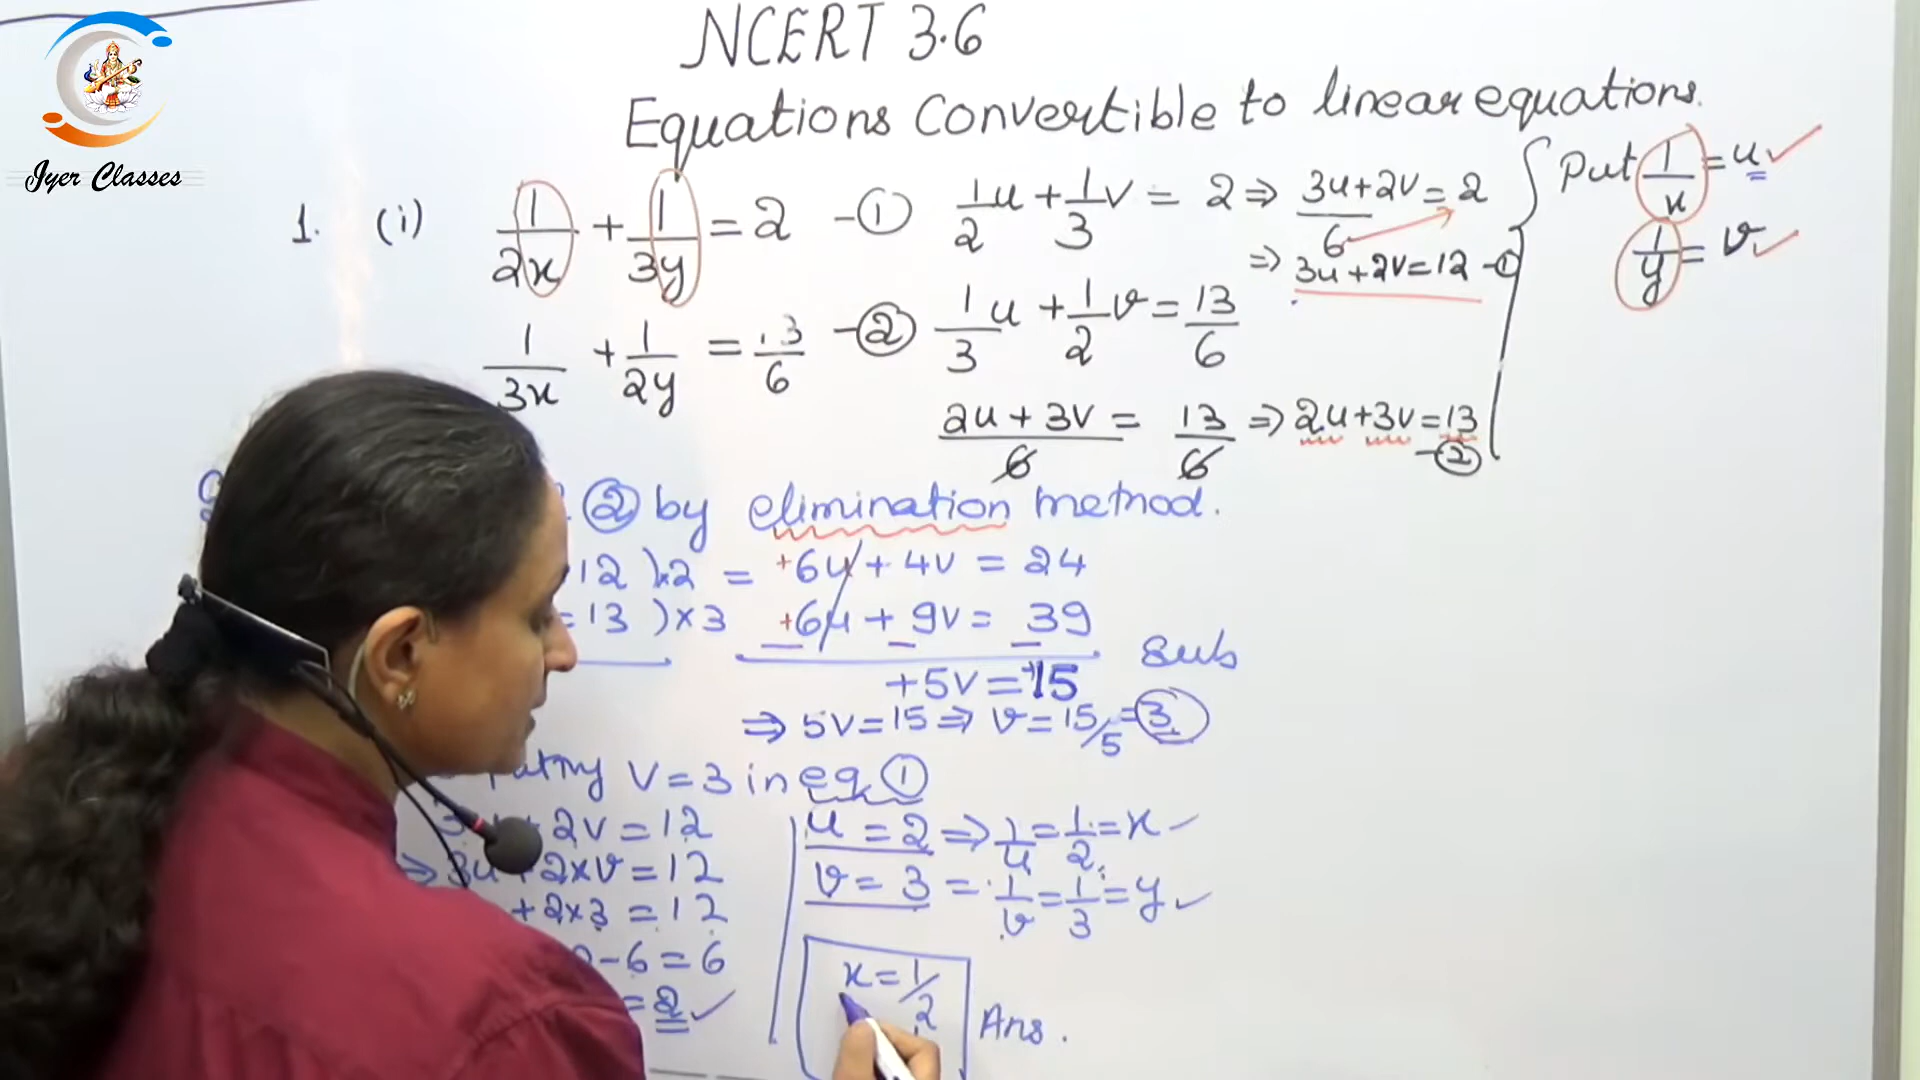 Iyer Classes
NCERT 3.6
Equations Convertible to linear equations.
1. (i) 1/2x + 1/3y = 2 -①
1/3x + 1/2y = 13/6 -②
1/2 u + 1/3 v = 2 ⇒ 3u+2v/6 = 2
⇒ 3u+2v=12 -①
1/3 u + 1/2 v = 13/6
2u + 3v/6 = 13/6 ⇒ 2u+3v=13
-②
Put 1/x = u ✓
1/y = v ✓
② by elimination method.
12 )×2 = +6u + 4v = 24
=13 )×3 +6u + 9v = 39
— — — Sub
+5v = +15
⇒ 5v=15 ⇒ v=15/5 =3
v=3 in eq ①
3u + 2v = 12
⇒ 3u+2×v=12
+2×3 =12
-6=6
=2 ✓
u = 2 ⇒ 1/u = 1/2 = x ✓
v = 3 = 1/v = 1/3 = y ✓
x = 1/2
Ans.